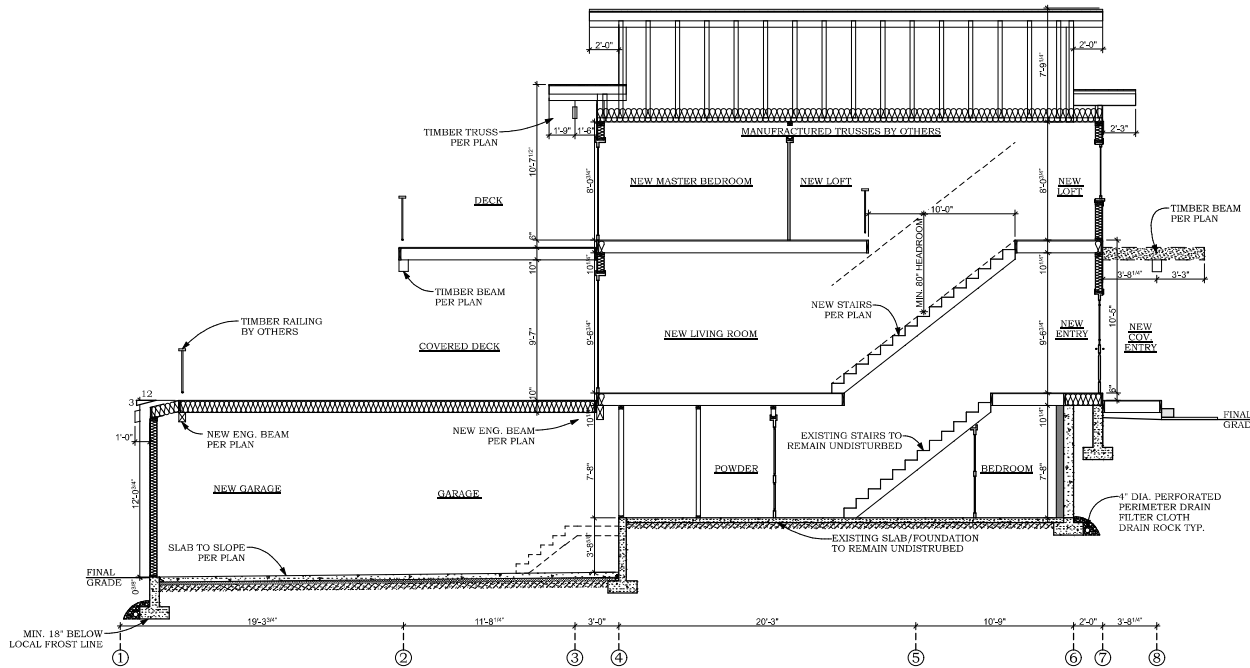 2'-0"
2'-0"
7'-9 1/4"
TIMBER TRUSS
PER PLAN
1'-9"
1'-6"
MANUFRACTURED TRUSSES BY OTHERS
2'-3"
10'-7 1/2"
8'-0 3/4"
8'-0 3/4"
NEW MASTER BEDROOM
NEW LOFT
NEW
LOFT
DECK
10'-0"
TIMBER BEAM
PER PLAN
6"
10"
10 1/4"
10 1/4"
MIN. 80" HEADROOM
3'-8 1/4"
3'-3"
TIMBER BEAM
PER PLAN
NEW STAIRS
PER PLAN
TIMBER RAILING
BY OTHERS
COVERED DECK
9'-7"
9'-6 3/4"
NEW LIVING ROOM
9'-6 3/4"
NEW
ENTRY
10'-5"
NEW
COV.
ENTRY
12
3
10"
6"
1'-0"
NEW ENG. BEAM
PER PLAN
NEW ENG. BEAM
PER PLAN
10 1/4"
10 1/4"
FINAL
GRAD
EXISTING STAIRS TO
REMAIN UNDISTURBED
12'-0 3/4"
NEW GARAGE
GARAGE
7'-8"
POWDER
BEDROOM
7'-8"
4" DIA. PERFORATED
PERIMETER DRAIN
FILTER CLOTH
DRAIN ROCK TYP.
SLAB TO SLOPE
PER PLAN
EXISTING SLAB/FOUNDATION
TO REMAIN UNDISTRUBED
FINAL
GRADE
MIN. 18" BELOW
LOCAL FROST LINE
19'-3 3/4"
11'-8 1/4"
3'-0"
20'-3"
10'-9"
2'-0"
3'-8 1/4"
1
2
3
4
5
6
7
8